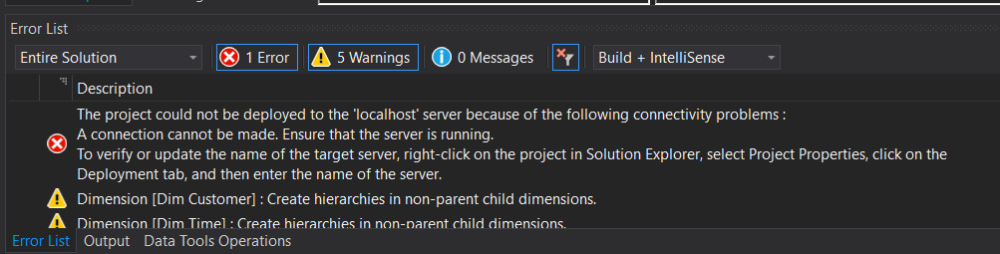 Error List
Entire Solution
1 Error
5 Warnings
0 Messages
Build + IntelliSense
Description
The project could not be deployed to the 'localhost' server because of the following connectivity problems :
A connection cannot be made. Ensure that the server is running.
To verify or update the name of the target server, right-click on the project in Solution Explorer, select Project Properties, click on the
Deployment tab, and then enter the name of the server.
Dimension [Dim Customer] : Create hierarchies in non-parent child dimensions.
Dimension [Dim Time] : Create hierarchies in non-parent child dimensions.
Error List
Output
Data Tools Operations